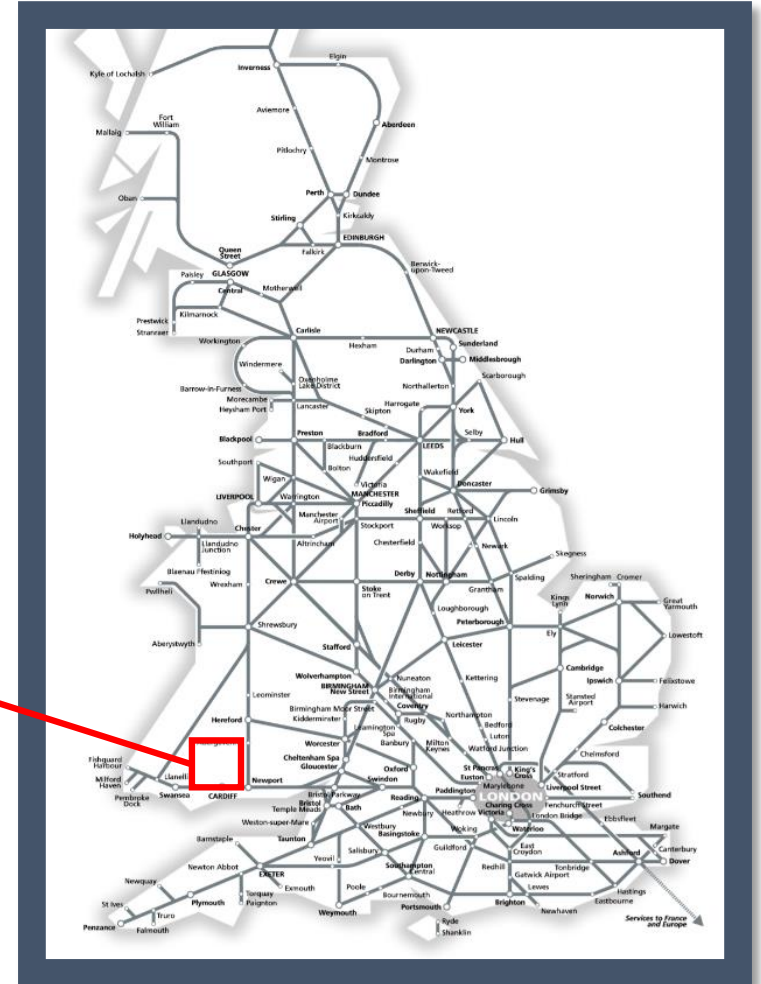 Elgin
Inverness
Kyle of Lochalsh
Aviemore
Fort
William
Mallaig
Aberdeen
Pitlochry
Montrose
Perth
Dundee
Oban
Stirling
Kirkcaldy
Queen
Street
EDINBURGH
Falkirk
Berwick-
upon-Tweed
Paisley
GLASGOW
Central
Motherwell
Prestwick
Kilmarnock
Stranraer
Carlisle
NEWCASTLE
Workington
Hexham
Sunderland
Durham
Darlington
Middlesbrough
Windermere
Scarborough
Oxenholme
Lake District
Barrow-in-Furness
Northallerton
Morecambe
Heysham Port
Lancaster
Harrogate
Skipton
York
Blackpool
Preston
Bradford
Selby
Hull
LEEDS
Blackburn
Huddersfield
Southport
Bolton
Wakefield
Wigan
Victoria
Doncaster
Grimsby
MANCHESTER
Piccadilly
LIVERPOOL
Warrington
Sheffield
Retford
Manchester
Airport
Lincoln
Llandudno
Stockport
Worksop
Holyhead
Chester
Llandudno
Junction
Altrincham
Chesterfield
Newark
Skegness
Blaenau Ffestiniog
Pwllheli
Wrexham
Crewe
Stoke
on Trent
Derby
Nottingham
Spalding
Grantham
Sheringham
Cromer
Kings
Lynn
Norwich
Great
Yarmouth
Loughborough
Peterborough
Shrewsbury
Ely
Lowestoft
Aberystwyth
Stafford
Leicester
Cambridge
Wolverhampton
BIRMINGHAM
New Street
Nuneaton
Kettering
Ipswich
Felixstowe
Birmingham
International
Leominster
Coventry
Stevenage
Stansted
Airport
Harwich
Birmingham Moor Street
Kidderminster
Rugby
Northampton
Hereford
Leamington
Spa
Bedford
Colchester
Luton
Worcester
Banbury
Milton
Keynes
Watford Junction
Chelmsford
Fishguard
Harbour
Cheltenham Spa
Gloucester
Oxford
St Pancras
Euston
King's
Cross
Stratford
Milford
Haven
Llanelli
Newport
Swindon
Marylebone
Liverpool Street
Pembroke
Dock
Swansea
CARDIFF
Bristol Parkway
Paddington
LONDON
Southend
Bristol
Temple Meads
Bath
Reading
Charing Cross
Fenchurch Street
Newbury
Heathrow
Victoria
London Bridge
Ebbsfleet
Weston-super-Mare
Westbury
Basingstoke
Woking
Waterloo
Margate
Barnstaple
Taunton
Salisbury
Guildford
East
Croydon
Canterbury
Yeovil
Ashford
Dover
Newton Abbot
EXETER
Southampton
Central
Redhill
Tonbridge
Gatwick Airport
Newquay
Exmouth
Poole
Lewes
Hastings
Torquay
Paignton
Bournemouth
Eastbourne
St Ives
Plymouth
Weymouth
Portsmouth
Brighton
Newhaven
Truro
Penzance
Falmouth
Ryde
Shanklin
Services to France
and Europe